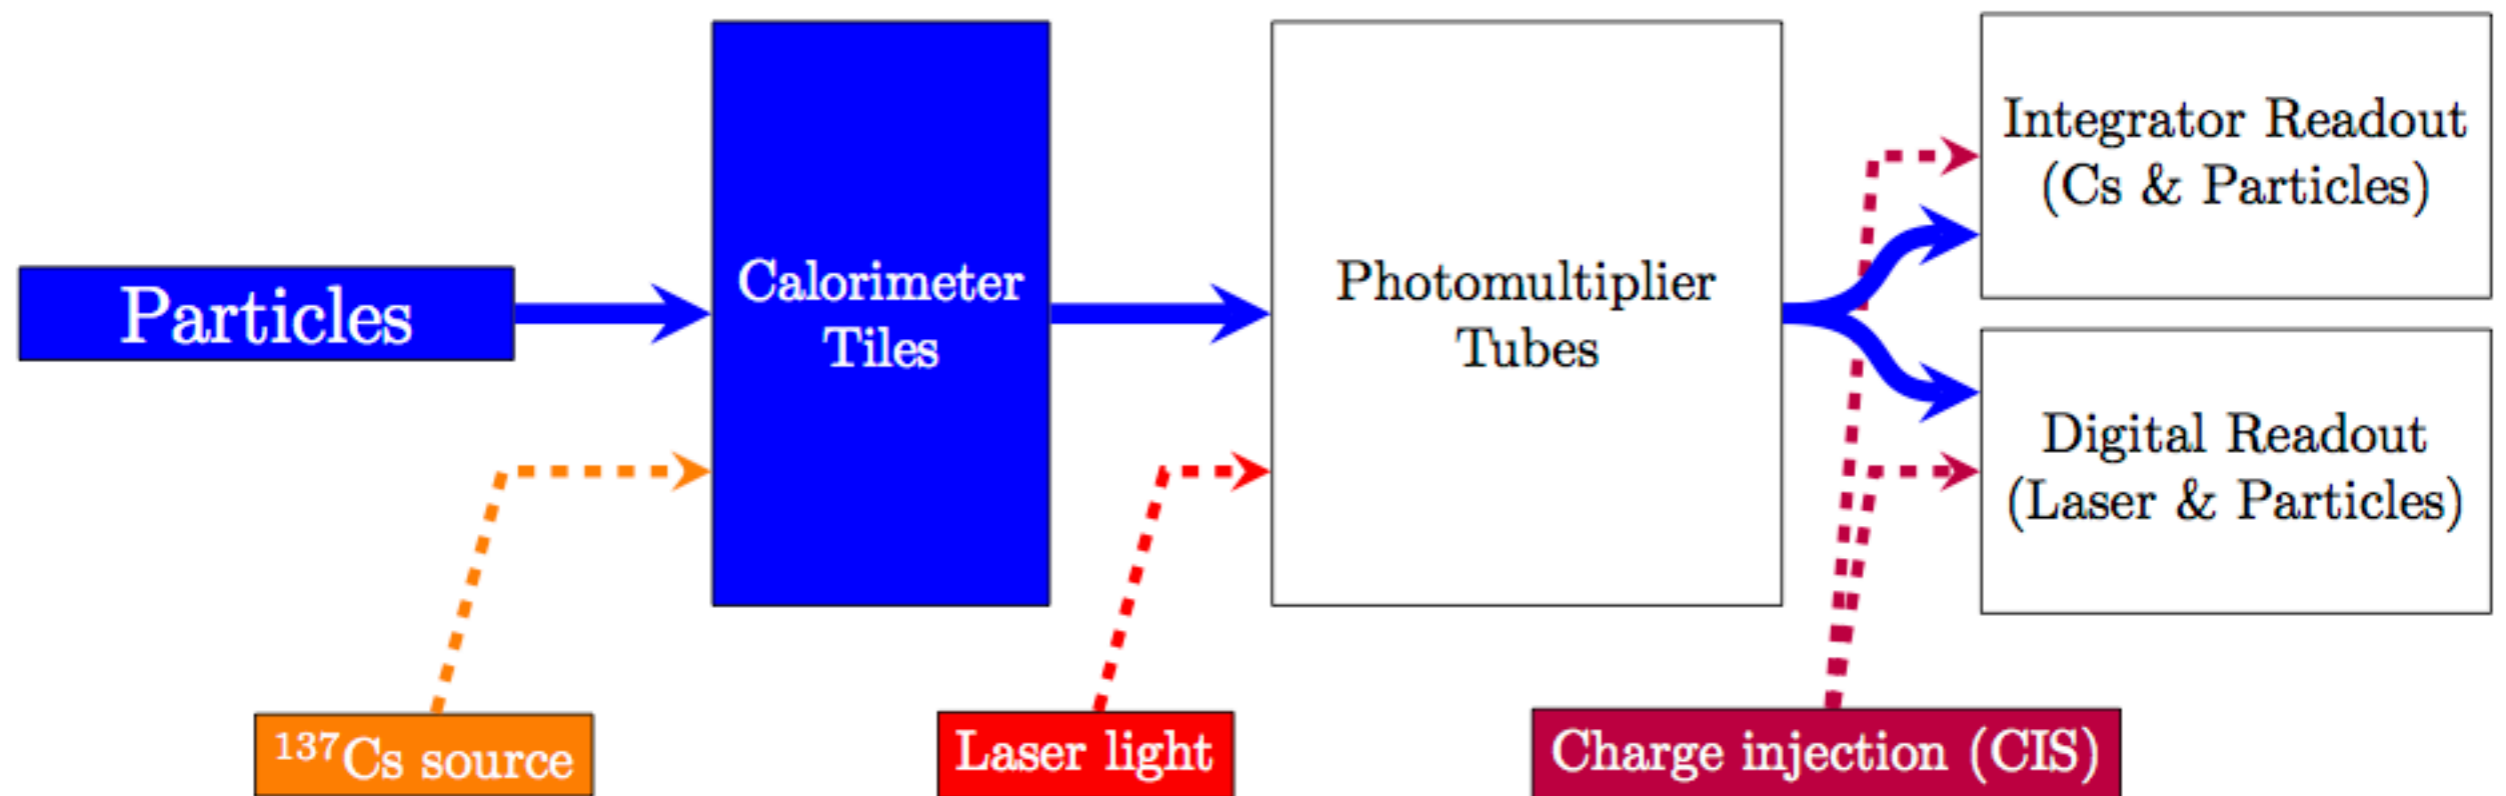 Particles
Calorimeter
Tiles
Photomultiplier
Tubes
Integrator Readout
(Cs & Particles)
Digital Readout
(Laser & Particles)
¹³⁷Cs source
Laser light
Charge injection (CIS)